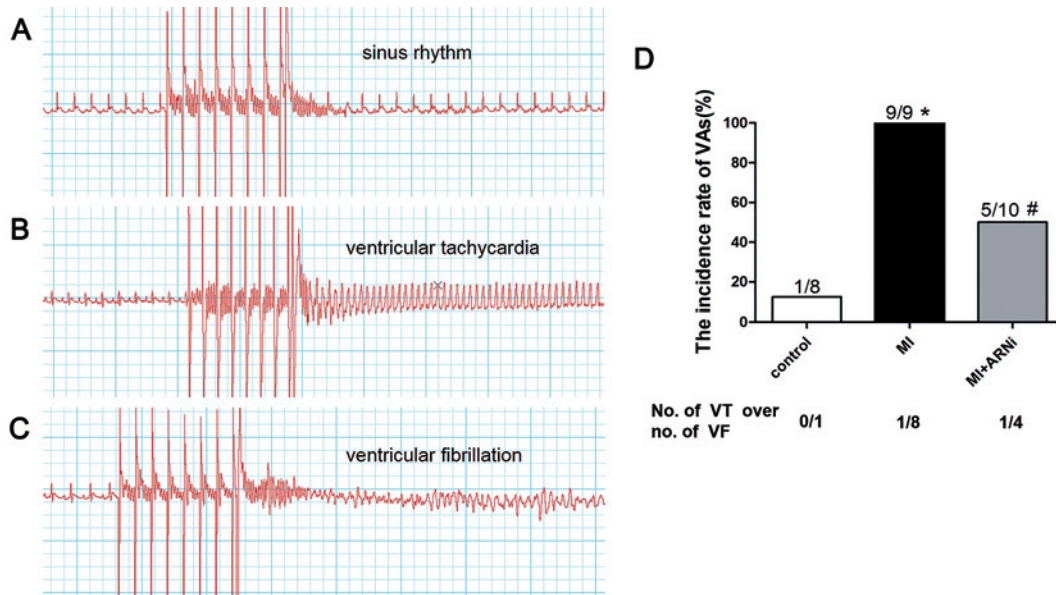 A
sinus rhythm
B
ventricular tachycardia
C
ventricular fibrillation
D
The incidence rate of VAs(%)
100
80
60
40
20
0
1/8
9/9 *
5/10 #
control
MI
MI+ARNi
No. of VT over
no. of VF
0/1 1/8 1/4